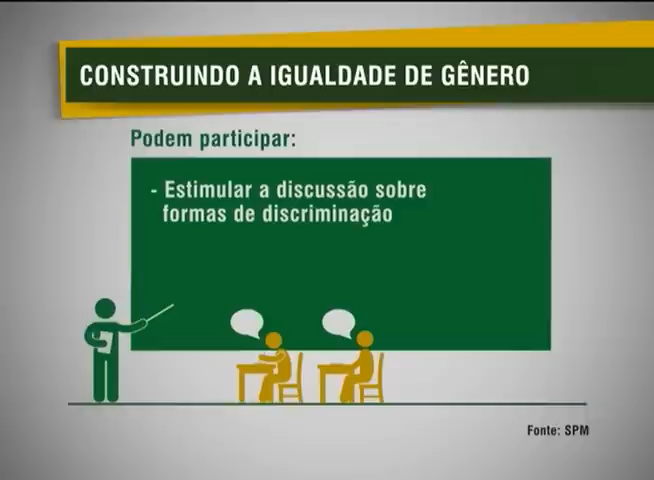 CONSTRUINDO A IGUALDADE DE GÊNERO
Podem participar:
- Estimular a discussão sobre
formas de discriminação
Fonte: SPM